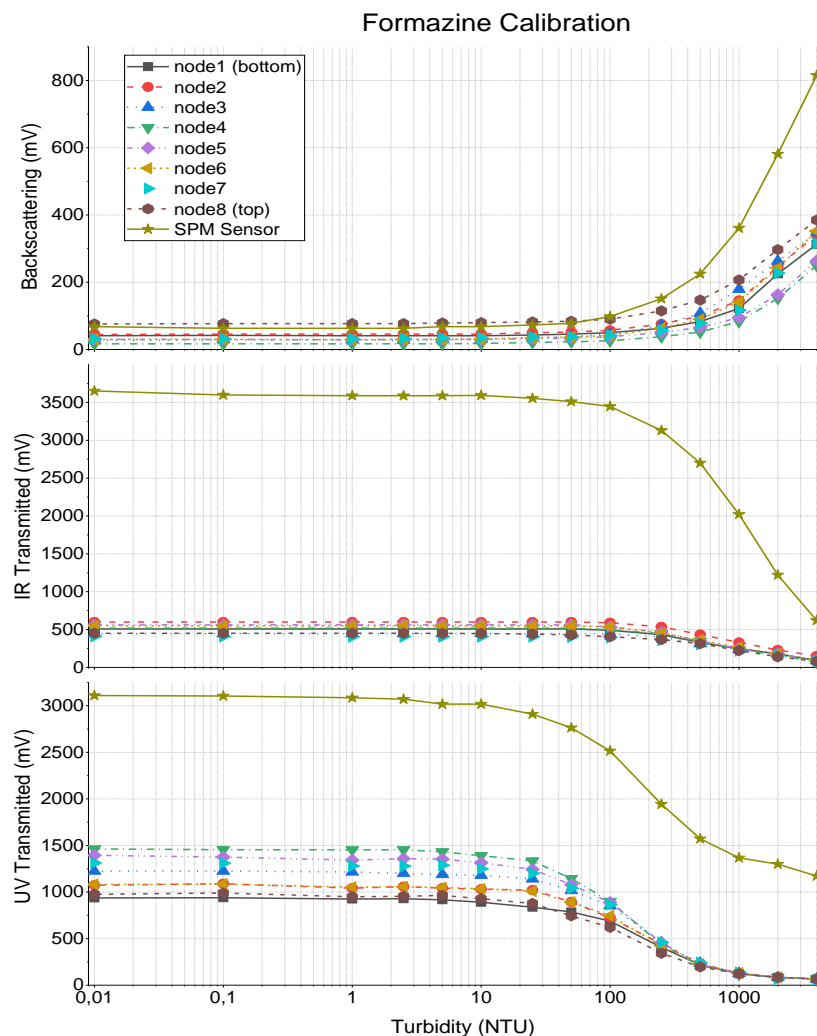 Formazine Calibration
800
600
400
200
0
Backscattering (mV)
node1 (bottom)
node2
node3
node4
node5
node6
node7
node8 (top)
SPM Sensor
3500
3000
2500
2000
1500
1000
500
0
IR Transmitted (mV)
3000
2500
2000
1500
1000
500
0
UV Transmitted (mV)
0,01 0,1 1 10 100 1000
Turbidity (NTU)